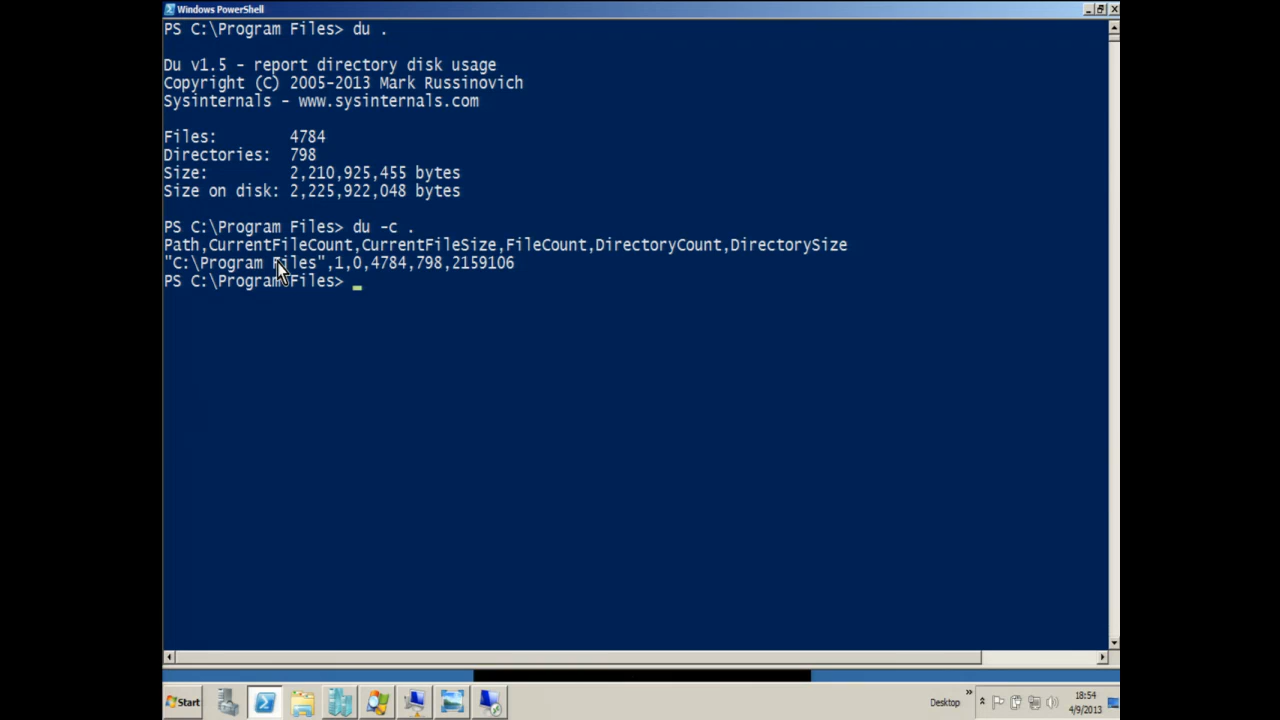 Windows PowerShell
PS C:\Program Files> du .
Du v1.5 - report directory disk usage
Copyright (C) 2005-2013 Mark Russinovich
Sysinternals - www.sysinternals.com
Files: 4784
Directories: 798
Size: 2,210,925,455 bytes
Size on disk: 2,225,922,048 bytes
PS C:\Program Files> du -c .
Path,CurrentFileCount,CurrentFileSize,FileCount,DirectoryCount,DirectorySize
"C:\Program Files",1,0,4784,798,2159106
PS C:\Program Files>
Start
Desktop
18:54
4/9/2013